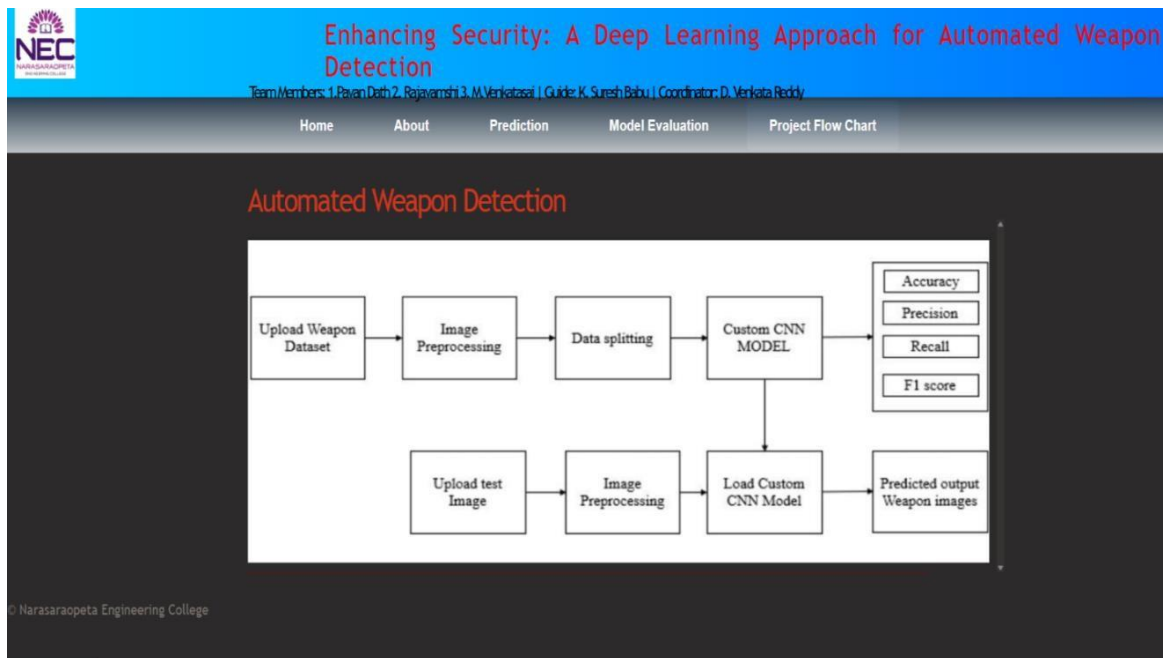 NEC
NARASARAOPETA
ENGINEERING COLLEGE
Enhancing Security: A Deep Learning Approach for Automated Weapon
Detection
Team Members: 1.Pavan Dath 2. Rajavamshi 3. M.Venkatasai | Guide: K. Suresh Babu | Coordinator: D. Venkata Reddy
Home About Prediction Model Evaluation Project Flow Chart
Automated Weapon Detection
Upload Weapon
Dataset
Image
Preprocessing
Data splitting
Custom CNN
MODEL
Accuracy
Precision
Recall
F1 score
Upload test
Image
Image
Preprocessing
Load Custom
CNN Model
Predicted output
Weapon images
© Narasaraopeta Engineering College